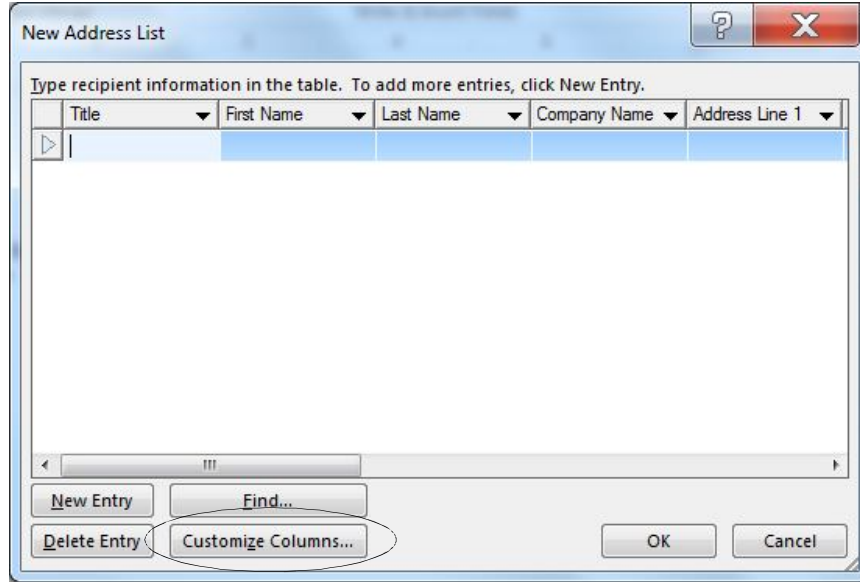 New Address List
?
X
Type recipient information in the table. To add more entries, click New Entry.
Title First Name Last Name Company Name Address Line 1
New Entry Find...
Delete Entry Customize Columns... OK Cancel